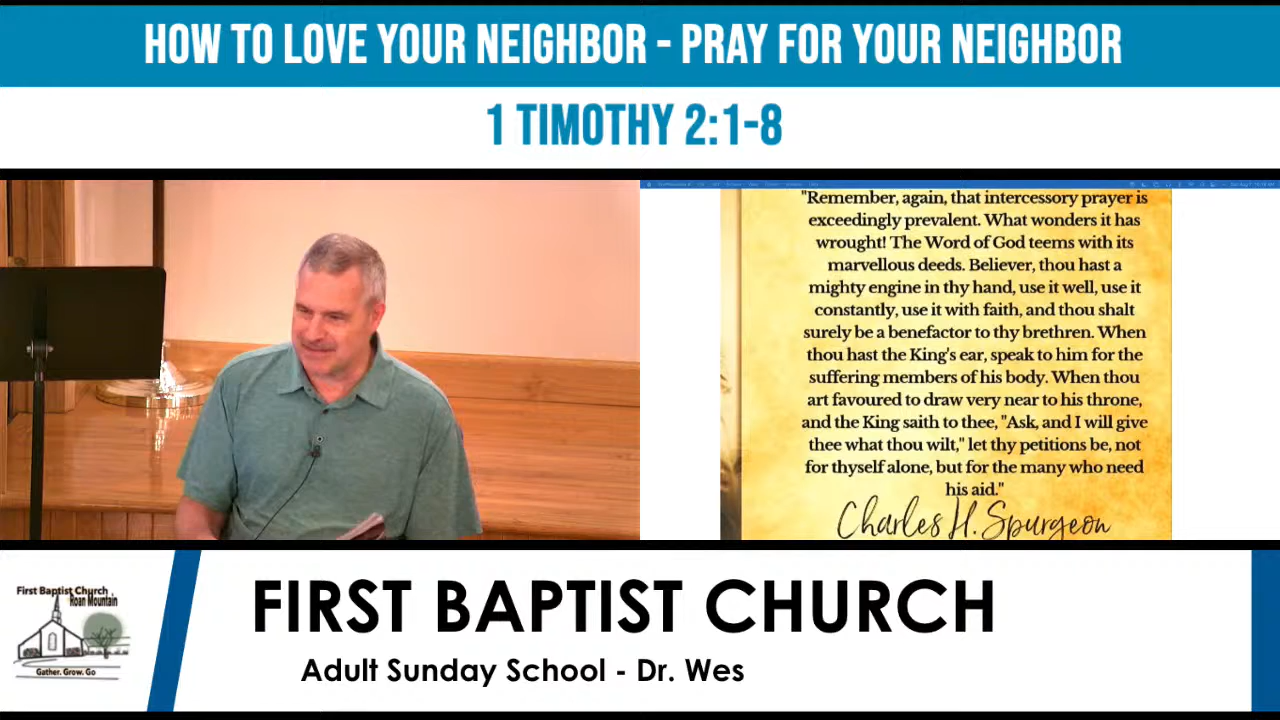 HOW TO LOVE YOUR NEIGHBOR - PRAY FOR YOUR NEIGHBOR
1 TIMOTHY 2:1-8
"Remember, again, that intercessory prayer is
exceedingly prevalent. What wonders it has
wrought! The Word of God teems with its
marvellous deeds. Believer, thou hast a
mighty engine in thy hand, use it well, use it
constantly, use it with faith, and thou shalt
surely be a benefactor to thy brethren. When
thou hast the King's ear, speak to him for the
suffering members of his body. When thou
art favoured to draw very near to his throne,
and the King saith to thee, "Ask, and I will give
thee what thou wilt," let thy petitions be, not
for thyself alone, but for the many who need
his aid."
Charles H. Spurgeon
First Baptist Church
Roan Mountain
Gather. Grow. Go
FIRST BAPTIST CHURCH
Adult Sunday School - Dr. Wes